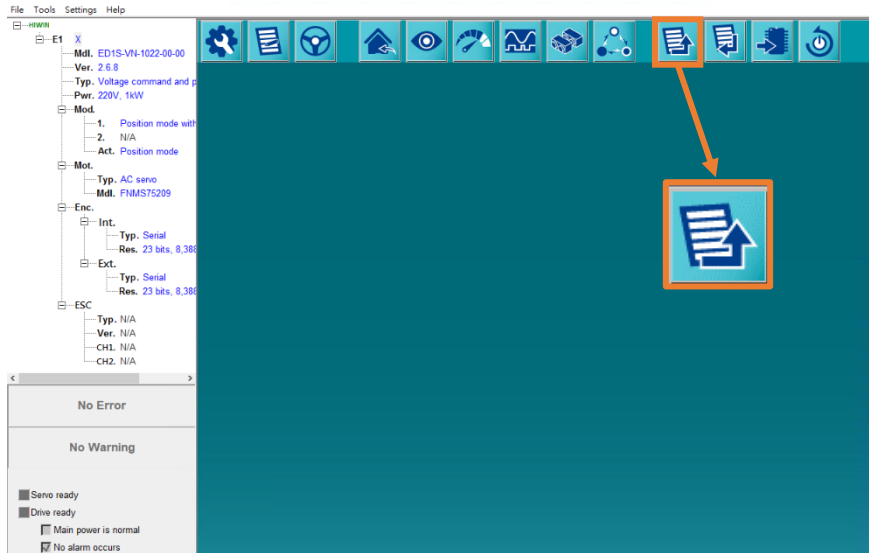 File Tools Settings Help
HIWIN
E1 X
Mdl. ED1S-VN-1022-00-00
Ver. 2.6.8
Typ. Voltage command and p
Pwr. 220V, 1kW
Mod.
1. Position mode with
2. N/A
Act. Position mode
Mot.
Typ. AC servo
Mdl. FNMS75209
Enc.
Int.
Typ. Serial
Res. 23 bits, 8,388
Ext.
Typ. Serial
Res. 23 bits, 8,388
ESC
Typ. N/A
Ver. N/A
CH1. N/A
CH2. N/A
No Error
No Warning
Servo ready
Drive ready
Main power is normal
No alarm occurs